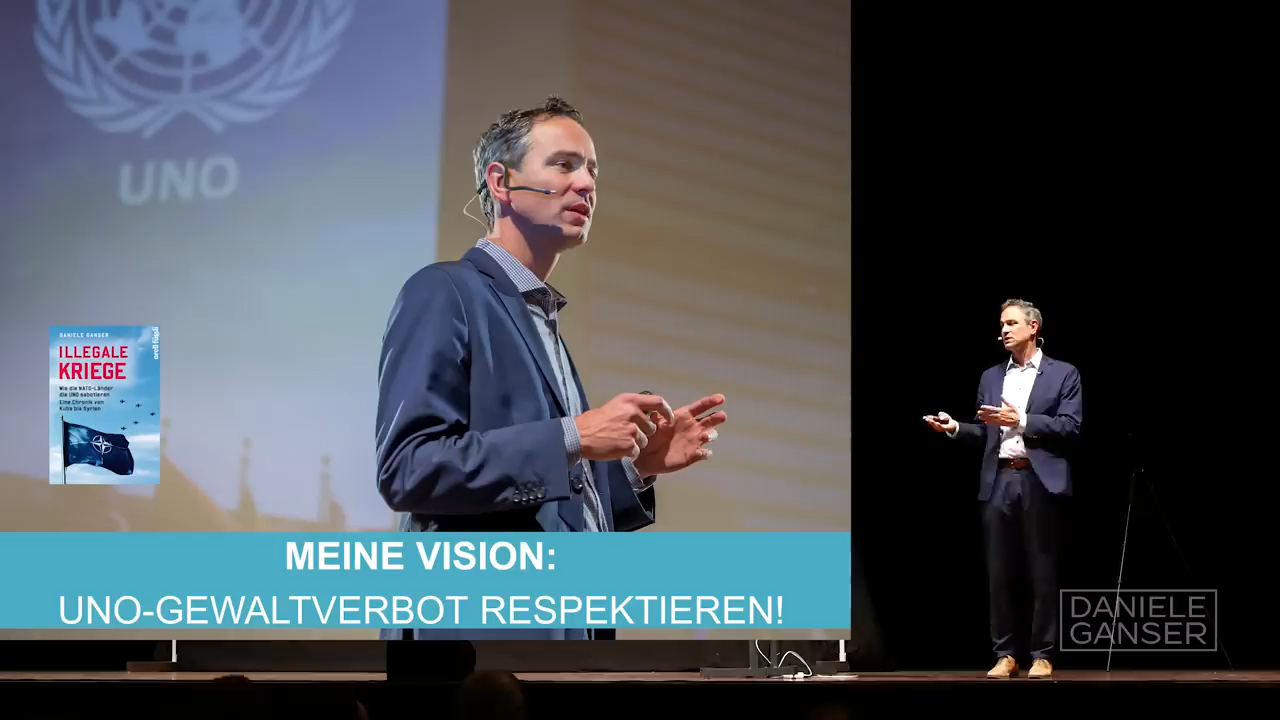 UNO
DANIELE GANSER
orell füssli
ILLEGALE
KRIEGE
Wie die NATO-Länder
die UNO sabotieren
Eine Chronik von
Kuba bis Syrien
MEINE VISION:
UNO-GEWALTVERBOT RESPEKTIEREN!
DANIELE
GANSER